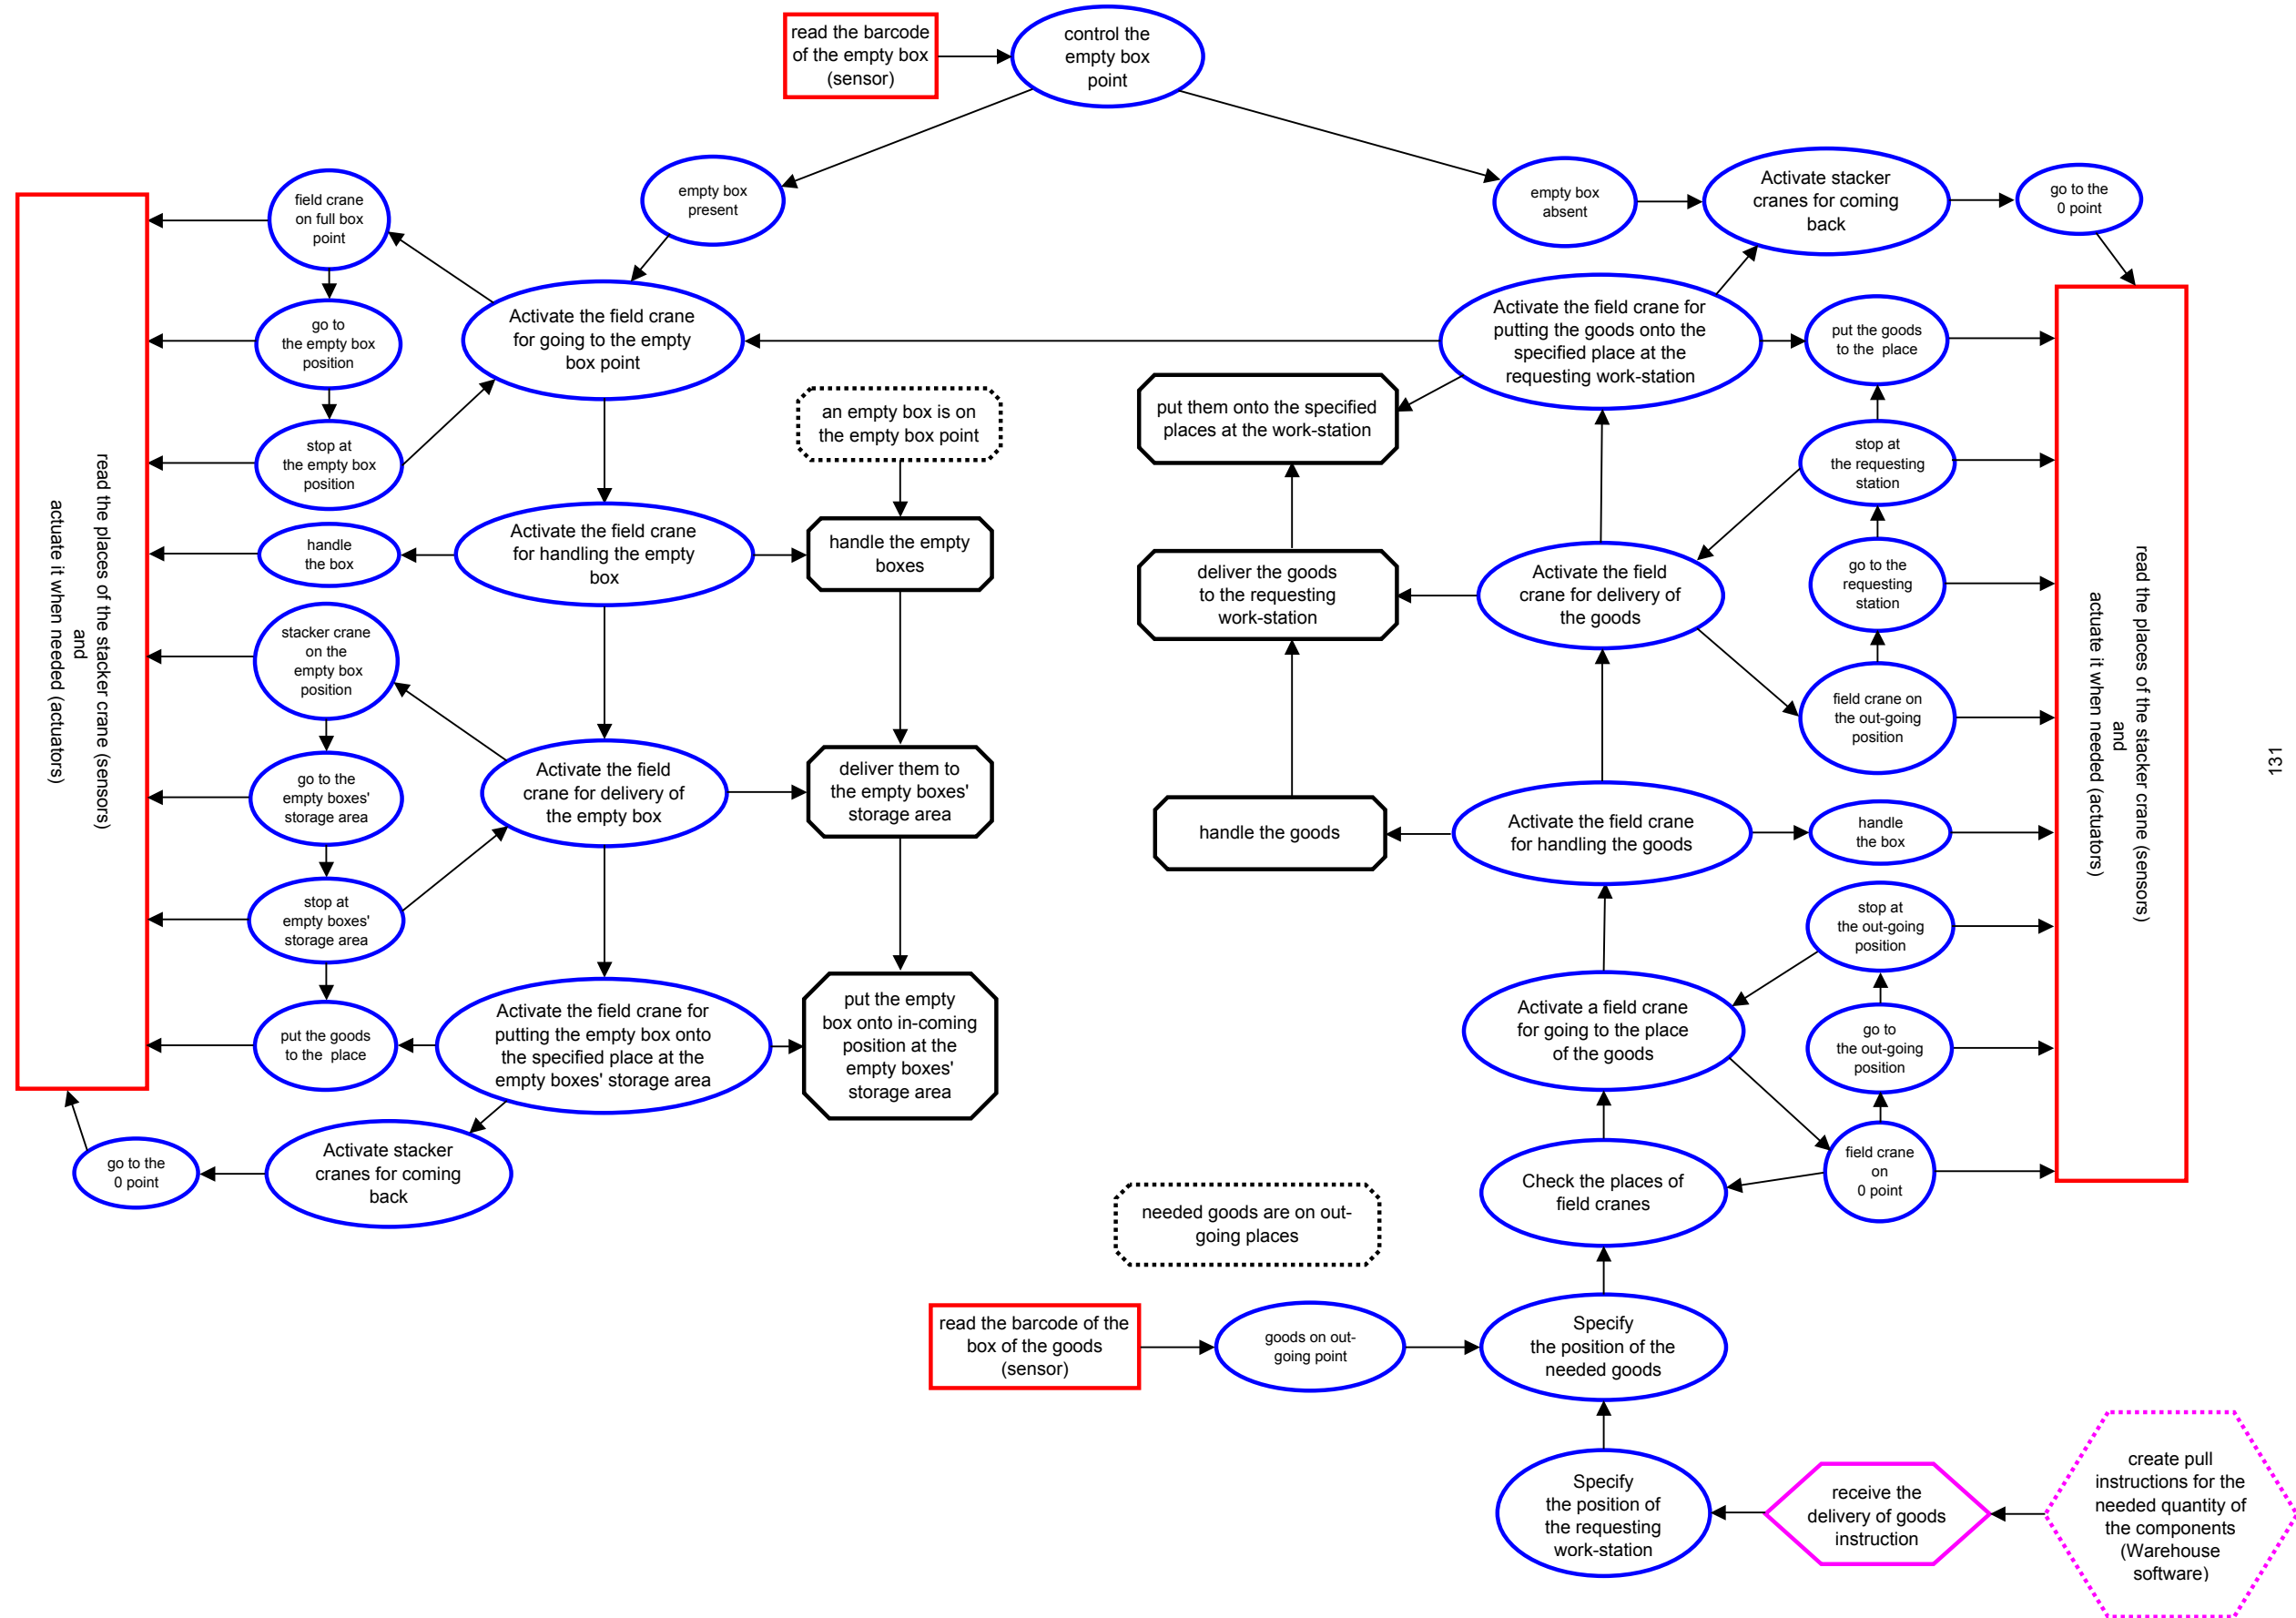 read the barcode
of the empty box
(sensor)
control the
empty box
point
empty box
present
empty box
absent
Activate stacker
cranes for coming
back
go to the
0 point
field crane
on full box
point
go to
the empty box
position
stop at
the empty box
position
handle
the box
stacker crane
on the
empty box
position
go to the
empty boxes'
storage area
stop at
empty boxes'
storage area
put the goods
to the place
go to the
0 point
read the places of the stacker crane (sensors)
and
actuate it when needed (actuators)
Activate the field crane
for going to the empty
box point
Activate the field crane
for handling the empty
box
Activate the field
crane for delivery of
the empty box
Activate the field crane for
putting the empty box onto
the specified place at the
empty boxes' storage area
Activate stacker
cranes for coming
back
an empty box is on
the empty box point
handle the empty
boxes
deliver them to
the empty boxes'
storage area
put the empty
box onto in-coming
position at the
empty boxes'
storage area
put them onto the specified
places at the work-station
deliver the goods
to the requesting
work-station
handle the goods
needed goods are on out-
going places
Activate the field crane for
putting the goods onto the
specified place at the
requesting work-station
Activate the field
crane for delivery of
the goods
Activate the field crane
for handling the goods
Activate a field crane
for going to the place
of the goods
Check the places of
field cranes
put the goods
to the place
stop at
the requesting
station
go to the
requesting
station
field crane on
the out-going
position
handle
the box
stop at
the out-going
position
go to
the out-going
position
field crane
on
0 point
read the places of the stacker crane (sensors)
and
actuate it when needed (actuators)
131
read the barcode of the
box of the goods
(sensor)
goods on out-
going point
Specify
the position of the
needed goods
Specify
the position of
the requesting
work-station
receive the
delivery of goods
instruction
create pull
instructions for the
needed quantity of
the components
(Warehouse
software)